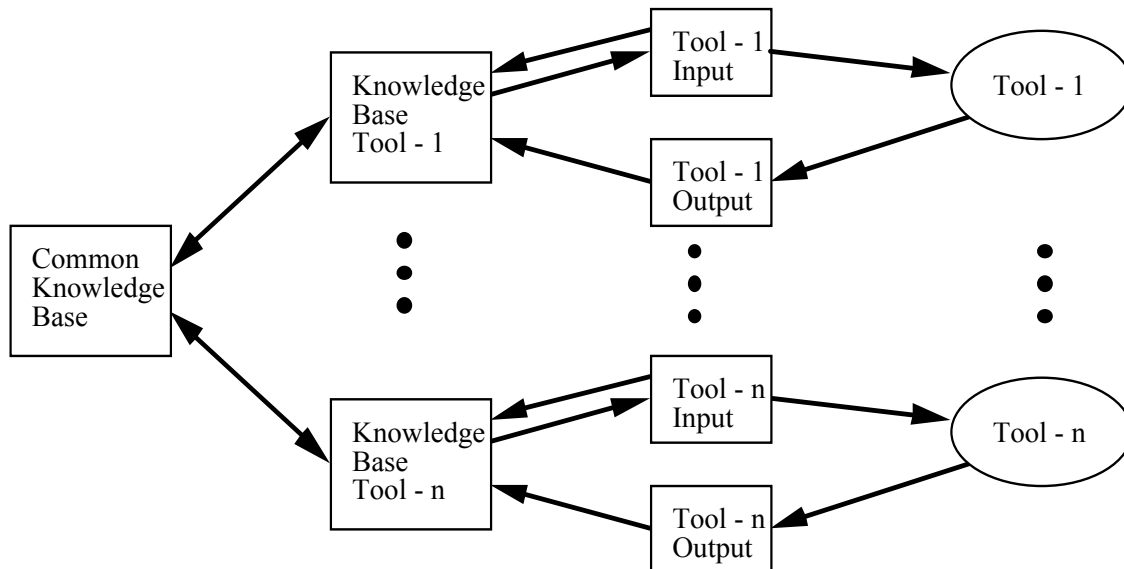 Tool - 1
Input
Knowledge
Base
Tool - 1
Tool - 1
Tool - 1
Output
Common
Knowledge
Base
Tool - n
Input
Knowledge
Base
Tool - n
Tool - n
Tool - n
Output